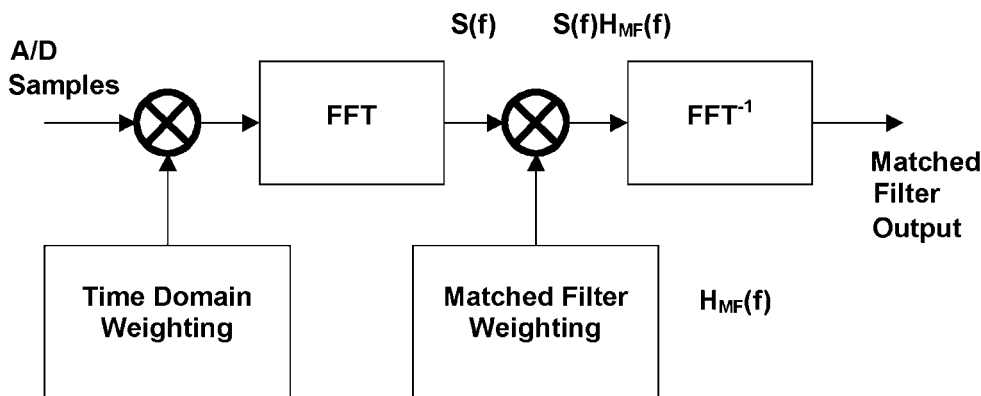 S(f)
S(f)H_MF(f)
A/D
Samples
FFT
FFT^-1
Matched
Filter
Output
Time Domain
Weighting
Matched Filter
Weighting
H_MF(f)